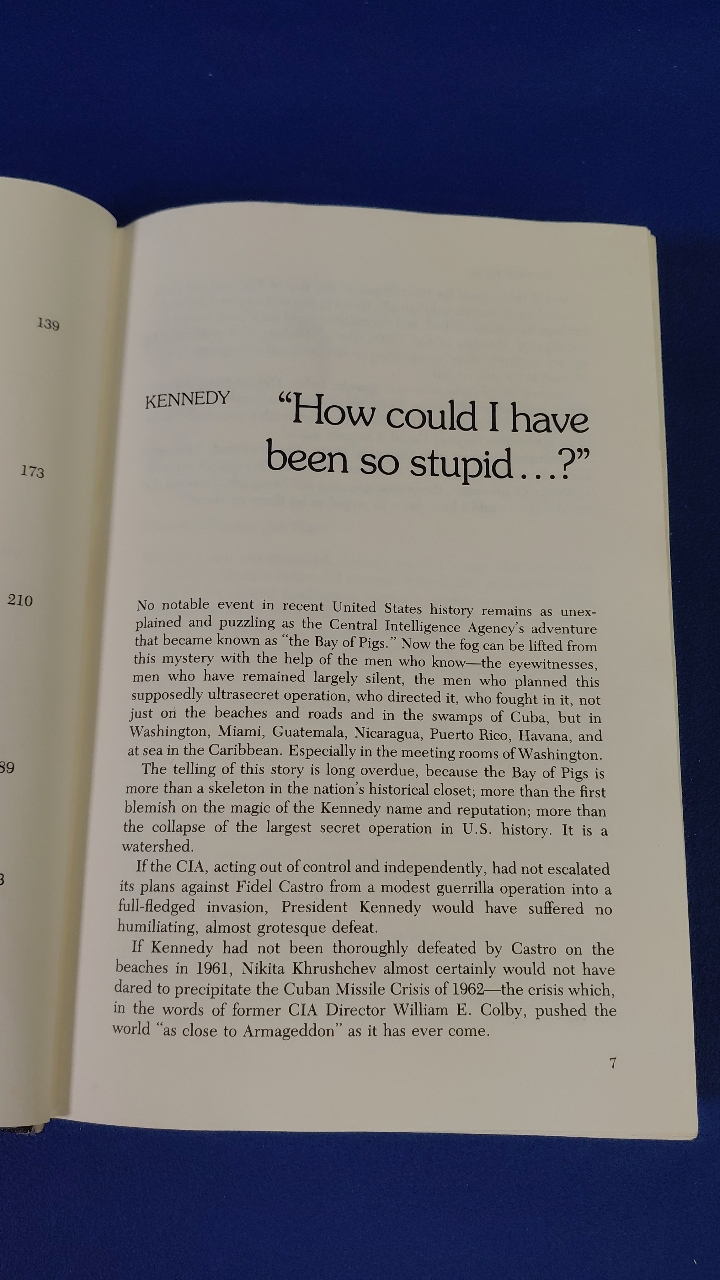 139
173
210
89
3
KENNEDY
“How could I have
been so stupid...?”
No notable event in recent United States history remains as unex-
plained and puzzling as the Central Intelligence Agency's adventure
that became known as “the Bay of Pigs.” Now the fog can be lifted from
this mystery with the help of the men who know—the eyewitnesses,
men who have remained largely silent, the men who planned this
supposedly ultrasecret operation, who directed it, who fought in it, not
just on the beaches and roads and in the swamps of Cuba, but in
Washington, Miami, Guatemala, Nicaragua, Puerto Rico, Havana, and
at sea in the Caribbean. Especially in the meeting rooms of Washington.
The telling of this story is long overdue, because the Bay of Pigs is
more than a skeleton in the nation's historical closet; more than the first
blemish on the magic of the Kennedy name and reputation; more than
the collapse of the largest secret operation in U.S. history. It is a
watershed.
If the CIA, acting out of control and independently, had not escalated
its plans against Fidel Castro from a modest guerrilla operation into a
full-fledged invasion, President Kennedy would have suffered no
humiliating, almost grotesque defeat.
If Kennedy had not been thoroughly defeated by Castro on the
beaches in 1961, Nikita Khrushchev almost certainly would not have
dared to precipitate the Cuban Missile Crisis of 1962—the crisis which,
in the words of former CIA Director William E. Colby, pushed the
world “as close to Armageddon” as it has ever come.
7